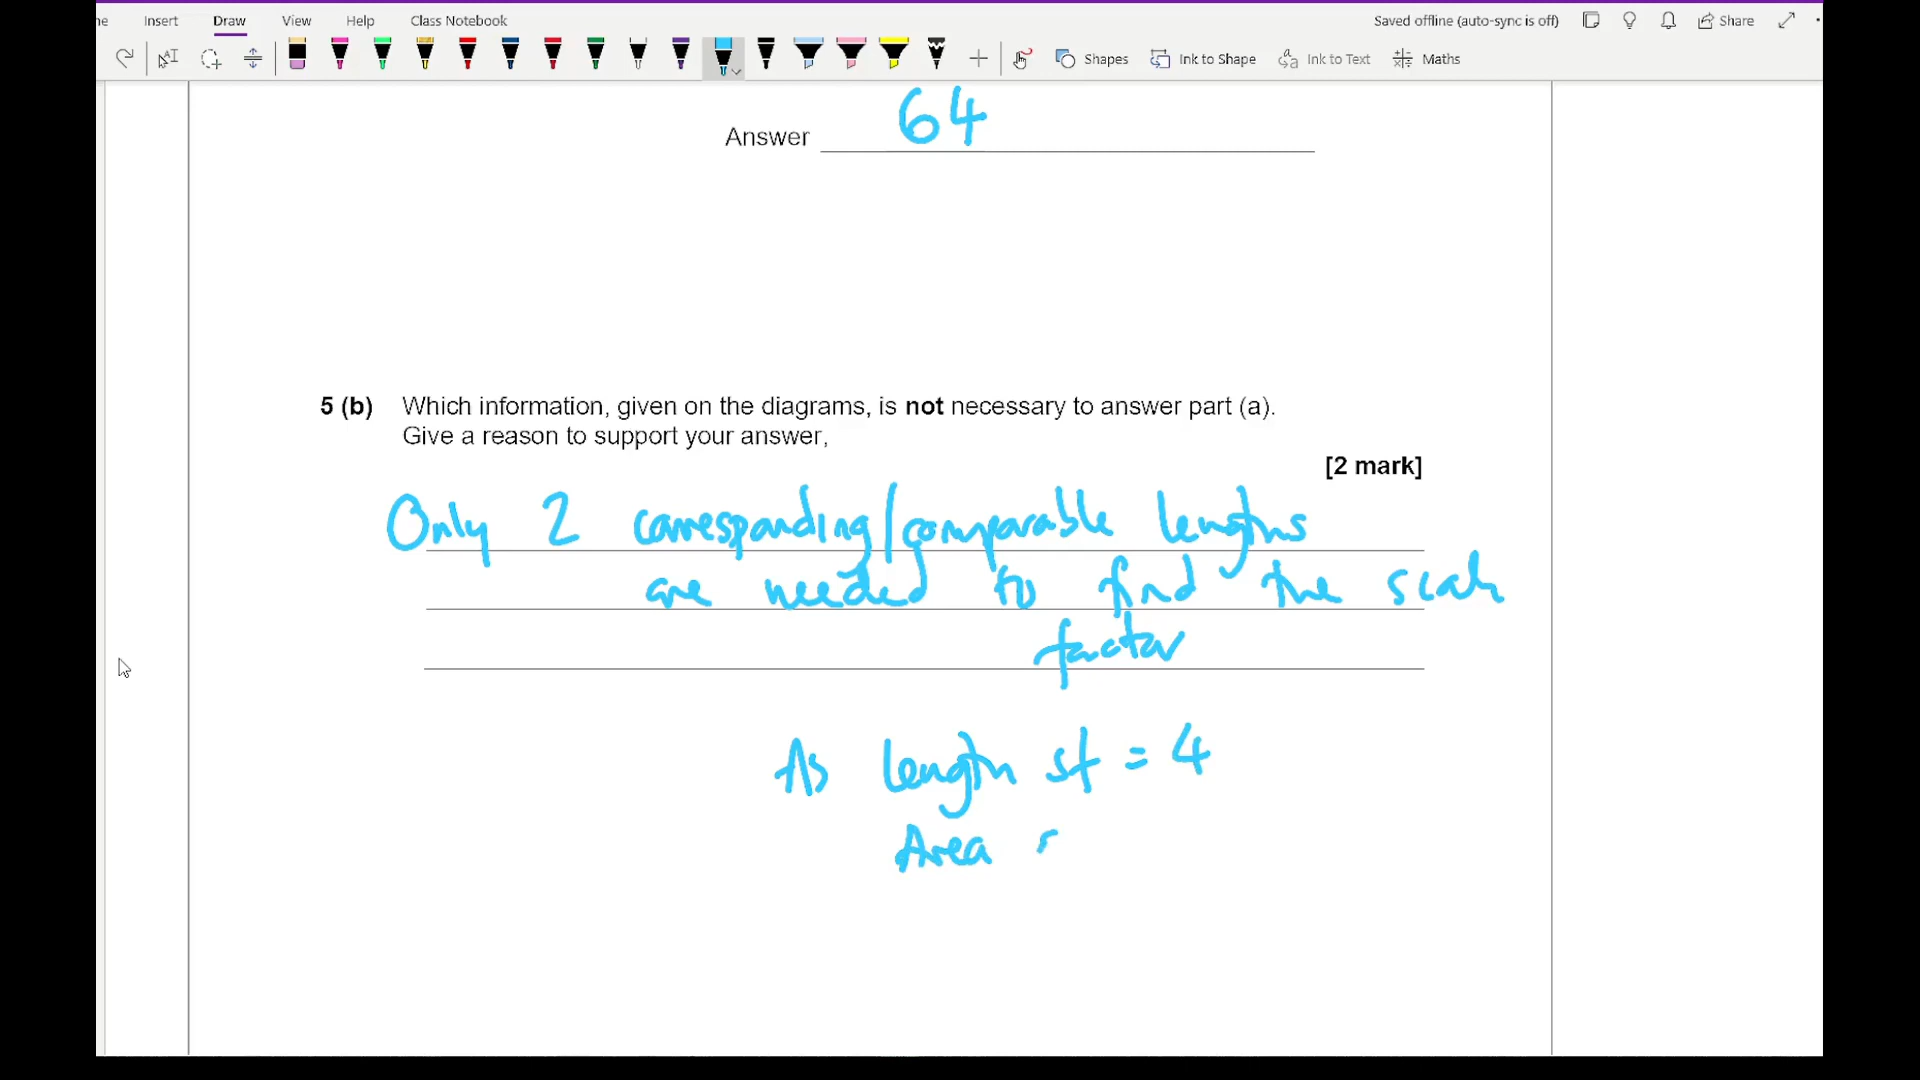 ne Insert Draw View Help Class Notebook Saved offline (auto-sync is off) Share
Shapes Ink to Shape Ink to Text Maths
Answer 64
5 (b) Which information, given on the diagrams, is not necessary to answer part (a).
Give a reason to support your answer,
[2 mark]
Only 2 corresponding/comparable lengths
are needed to find the scale
factor
As length sf = 4
Area